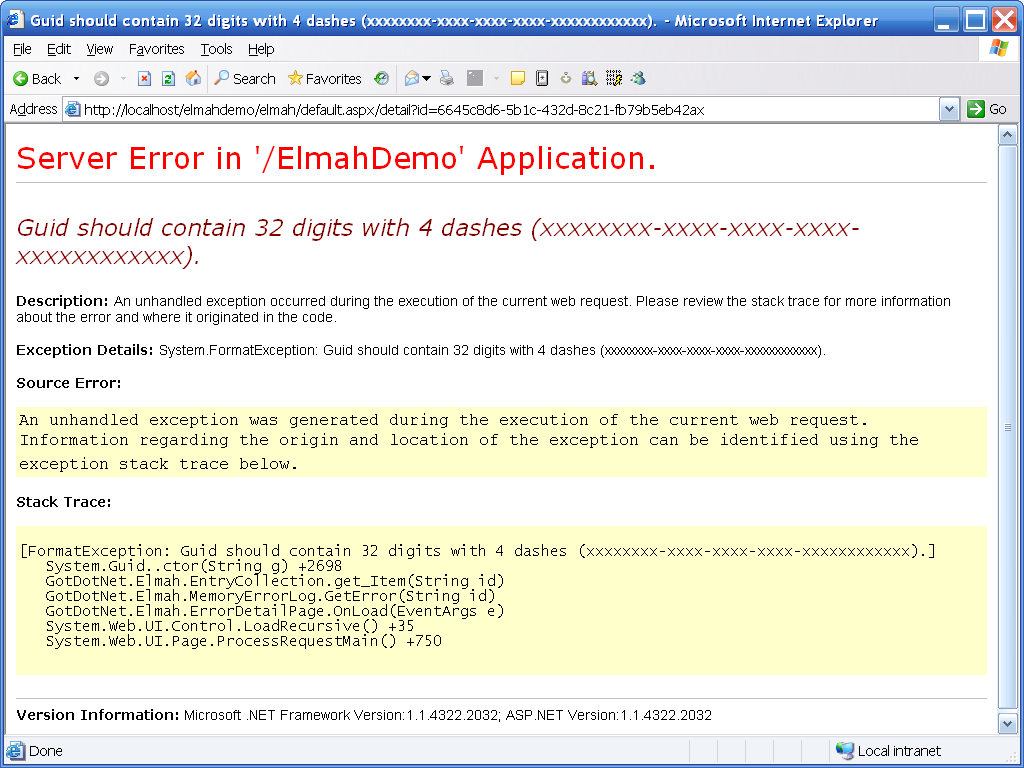 Guid should contain 32 digits with 4 dashes (xxxxxxxx-xxxx-xxxx-xxxx-xxxxxxxxxxxx). - Microsoft Internet Explorer
File Edit View Favorites Tools Help
Back Search Favorites
Address http://localhost/elmahdemo/elmah/default.aspx/detail?id=6645c8d6-5b1c-432d-8c21-fb79b5eb42ax Go
Server Error in '/ElmahDemo' Application.
Guid should contain 32 digits with 4 dashes (xxxxxxxx-xxxx-xxxx-xxxx-
xxxxxxxxxxxx).
Description: An unhandled exception occurred during the execution of the current web request. Please review the stack trace for more information
about the error and where it originated in the code.
Exception Details: System.FormatException: Guid should contain 32 digits with 4 dashes (xxxxxxxx-xxxx-xxxx-xxxx-xxxxxxxxxxxx).
Source Error:
An unhandled exception was generated during the execution of the current web request.
Information regarding the origin and location of the exception can be identified using the
exception stack trace below.
Stack Trace:
[FormatException: Guid should contain 32 digits with 4 dashes (xxxxxxxx-xxxx-xxxx-xxxx-xxxxxxxxxxxx).]
System.Guid..ctor(String g) +2698
GotDotNet.Elmah.EntryCollection.get_Item(String id)
GotDotNet.Elmah.MemoryErrorLog.GetError(String id)
GotDotNet.Elmah.ErrorDetailPage.OnLoad(EventArgs e)
System.Web.UI.Control.LoadRecursive() +35
System.Web.UI.Page.ProcessRequestMain() +750
Version Information: Microsoft .NET Framework Version:1.1.4322.2032; ASP.NET Version:1.1.4322.2032
Done Local intranet